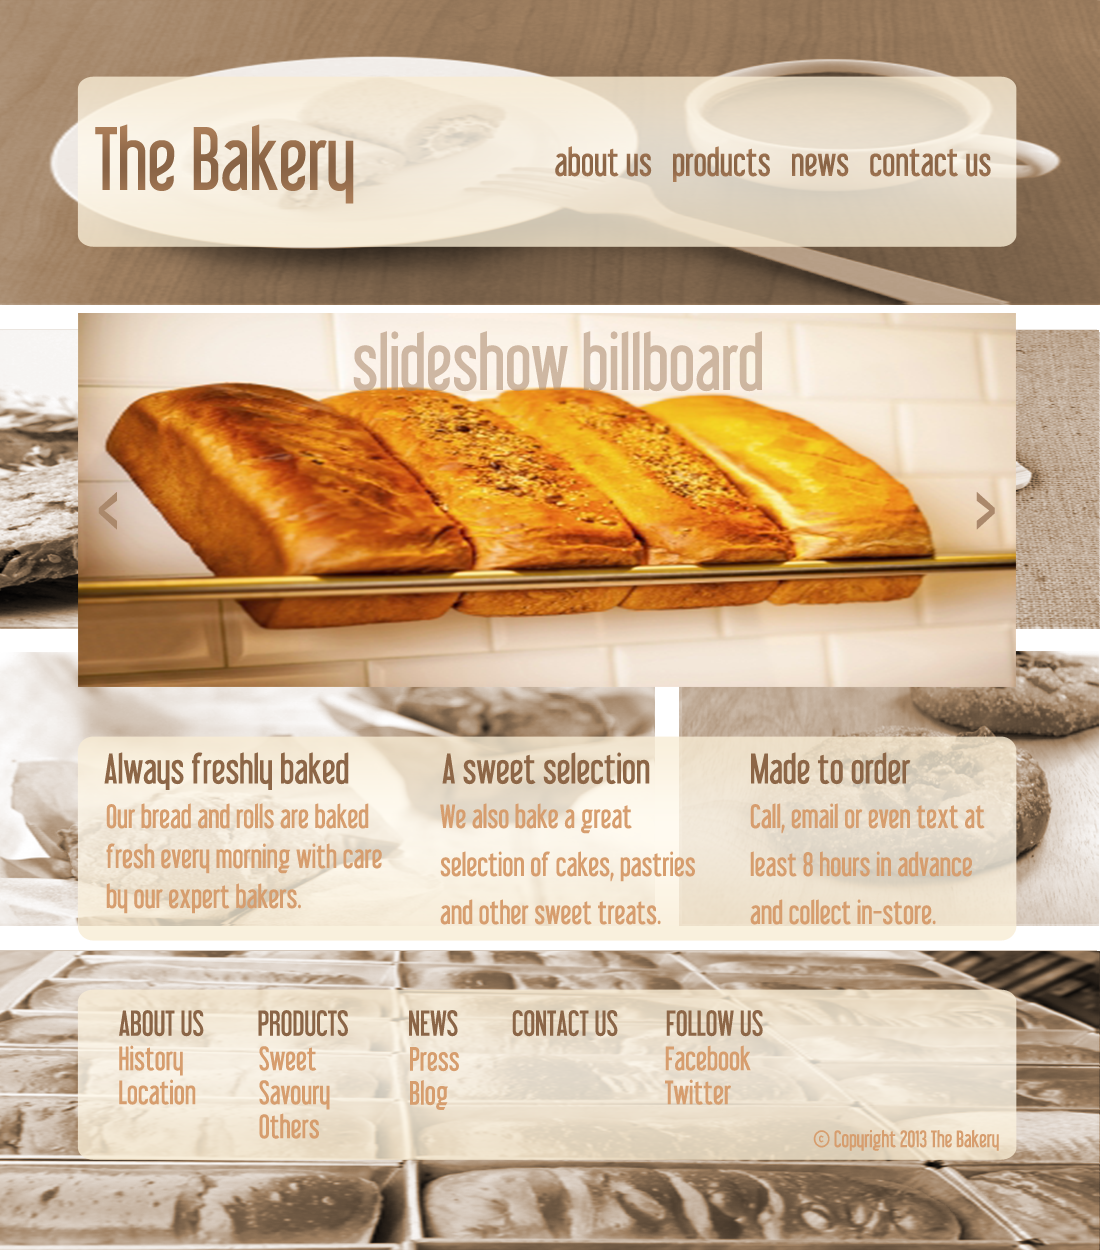 The Bakery
about us products news contact us
slideshow billboard
< >
Always freshly baked
Our bread and rolls are baked
fresh every morning with care
by our expert bakers.
A sweet selection
We also bake a great
selection of cakes, pastries
and other sweet treats.
Made to order
Call, email or even text at
least 8 hours in advance
and collect in-store.
ABOUT US
History
Location
PRODUCTS
Sweet
Savoury
Others
NEWS
Press
Blog
CONTACT US
FOLLOW US
Facebook
Twitter
© Copyright 2013 The Bakery